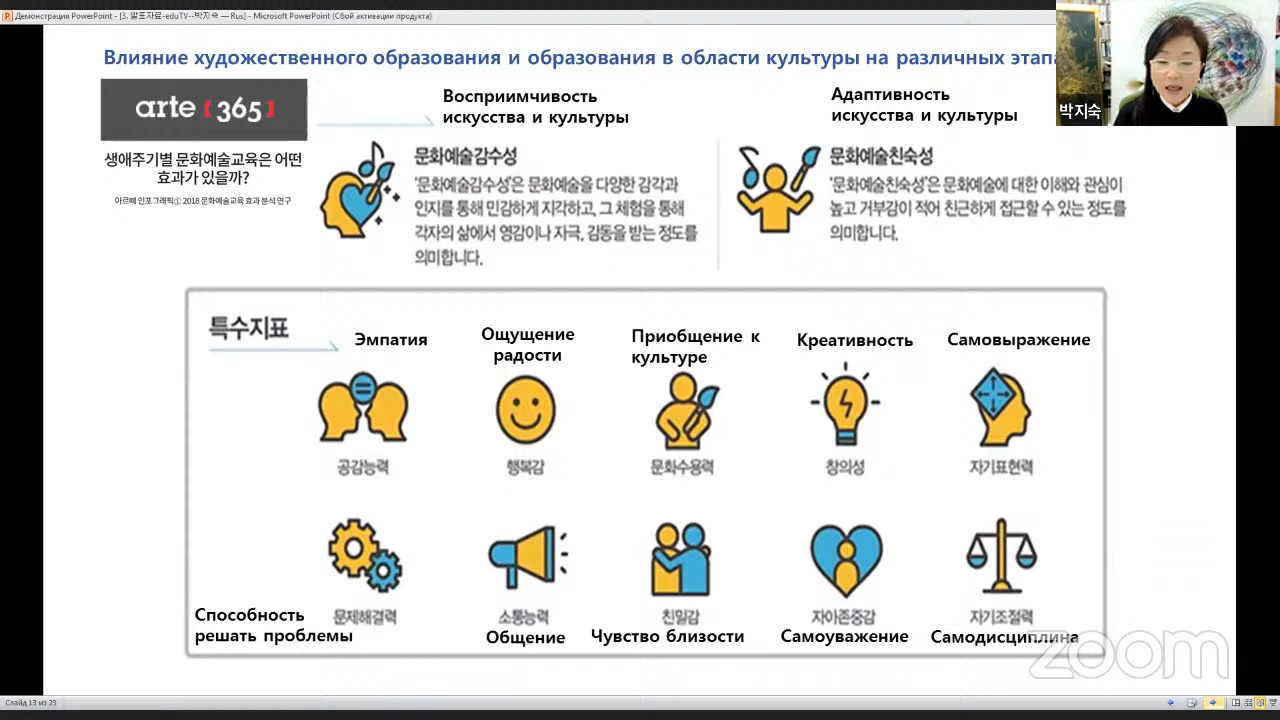 Демонстрация PowerPoint - [3. 발표자료-eduTV--박지숙 — Rus] - Microsoft PowerPoint (Сбой активации продукта)
Влияние художественного образования и образования в области культуры на различных этапа
박지숙
arte [365]
생애주기별 문화예술교육은 어떤
효과가 있을까?
아르떼 인포그래픽① 2018 문화예술교육 효과 분석 연구
Восприимчивость
искусства и культуры
문화예술감수성
'문화예술감수성'은 문화예술을 다양한 감각과
인지를 통해 민감하게 지각하고, 그 체험을 통해
각자의 삶에서 영감이나 자극, 감동을 받는 정도를
의미합니다.
Адаптивность
искусства и культуры
문화예술친숙성
'문화예술친숙성'은 문화예술에 대한 이해와 관심이
높고 거부감이 적어 친근하게 접근할 수 있는 정도를
의미합니다.
특수지표
Эмпатия
Ощущение
радости
Приобщение к
культуре
Креативность
Самовыражение
공감능력
행복감
문화수용력
창의성
자기표현력
문제해결력
소통능력
친밀감
자아존중감
자기조절력
Способность
решать проблемы
Общение
Чувство близости
Самоуважение
Самодисциплина
zoom
Слайд 13 из 23